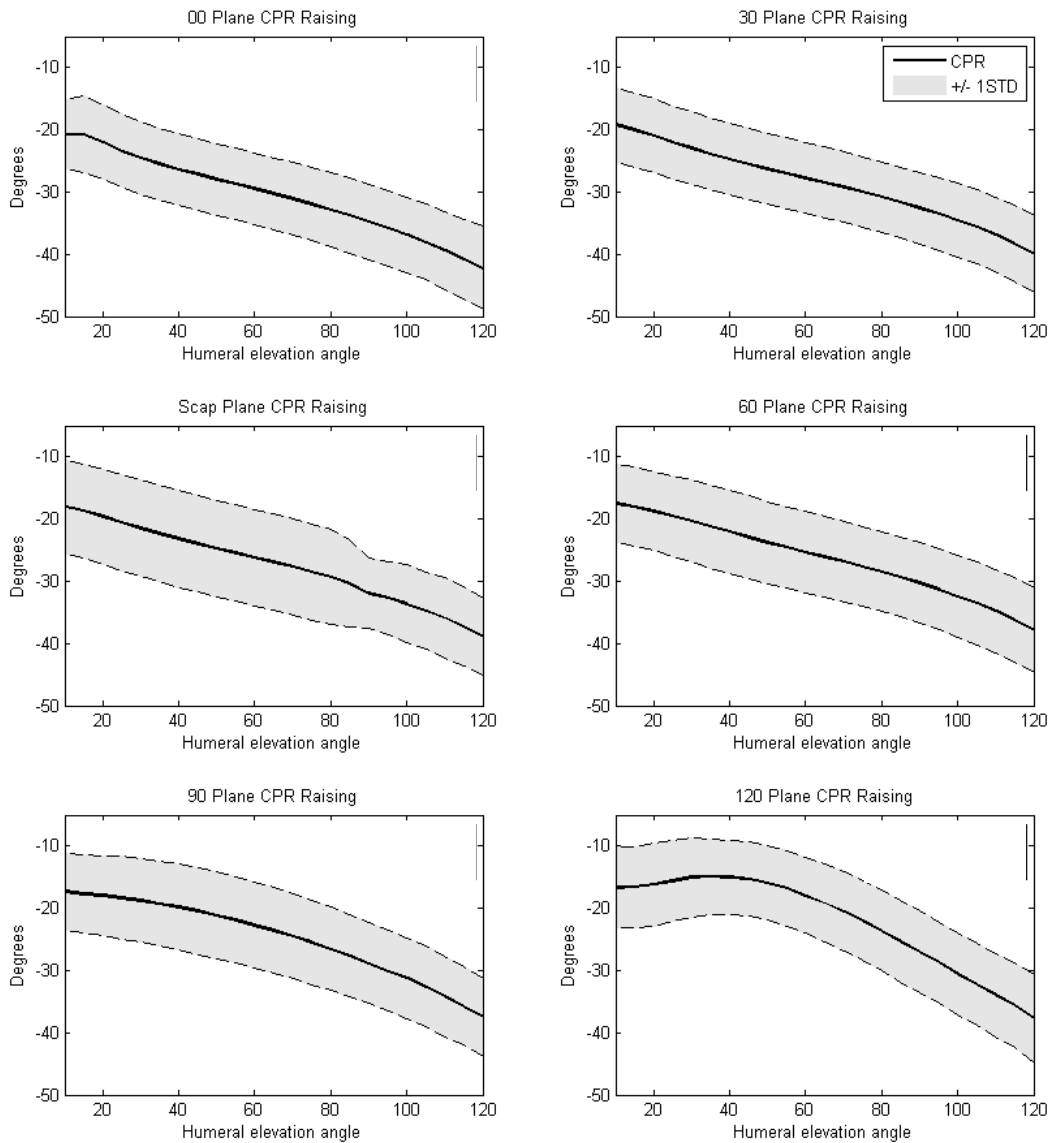 00 Plane CPR Raising
-10
-20
-30
-40
-50
Degrees
20 40 60 80 100 120
Humeral elevation angle
30 Plane CPR Raising
CPR
+/- 1STD
-10
-20
-30
-40
-50
Degrees
20 40 60 80 100 120
Humeral elevation angle
Scap Plane CPR Raising
-10
-20
-30
-40
-50
Degrees
20 40 60 80 100 120
Humeral elevation angle
60 Plane CPR Raising
-10
-20
-30
-40
-50
Degrees
20 40 60 80 100 120
Humeral elevation angle
90 Plane CPR Raising
-10
-20
-30
-40
-50
Degrees
20 40 60 80 100 120
Humeral elevation angle
120 Plane CPR Raising
-10
-20
-30
-40
-50
Degrees
20 40 60 80 100 120
Humeral elevation angle